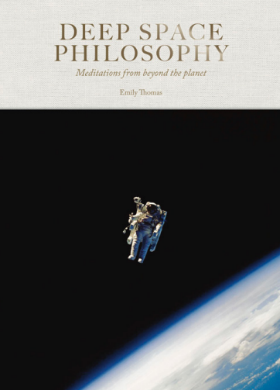 DEEP SPACE
PHILOSOPHY
Meditations from beyond the planet
Emily Thomas